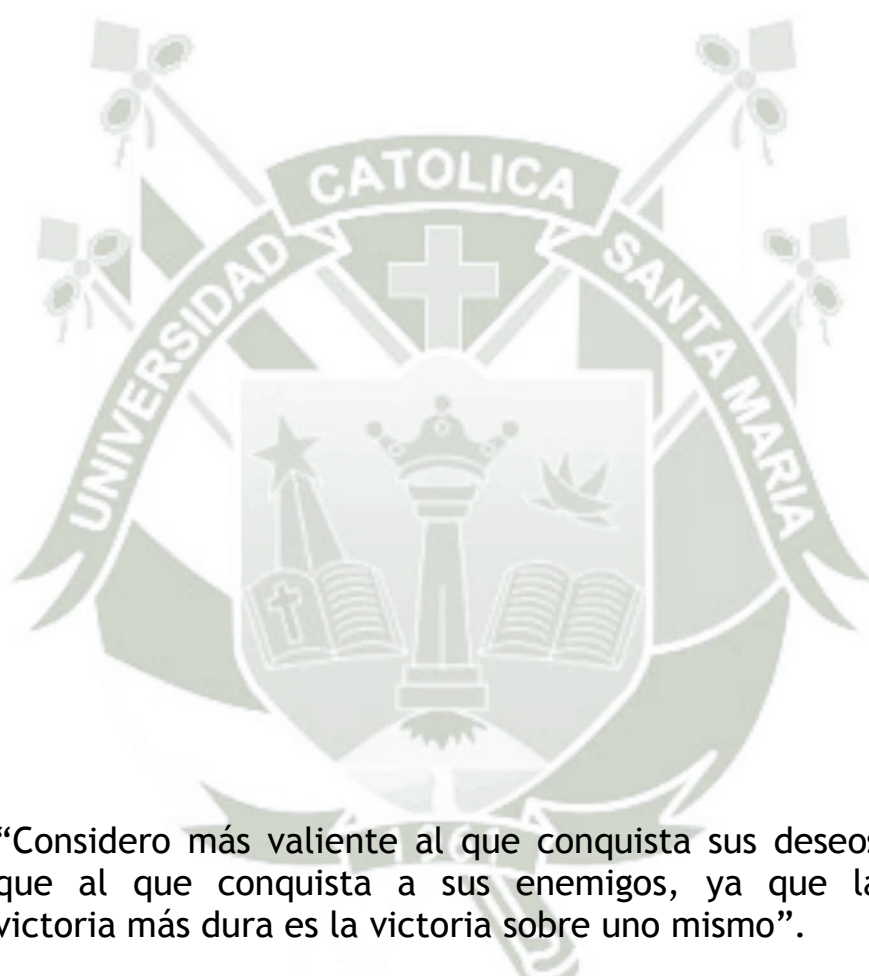 CATOLICA
UNIVERSIDAD
SANTA MARIA
“Considero más valiente al que conquista sus deseos
que al que conquista a sus enemigos, ya que la
victoria más dura es la victoria sobre uno mismo”.